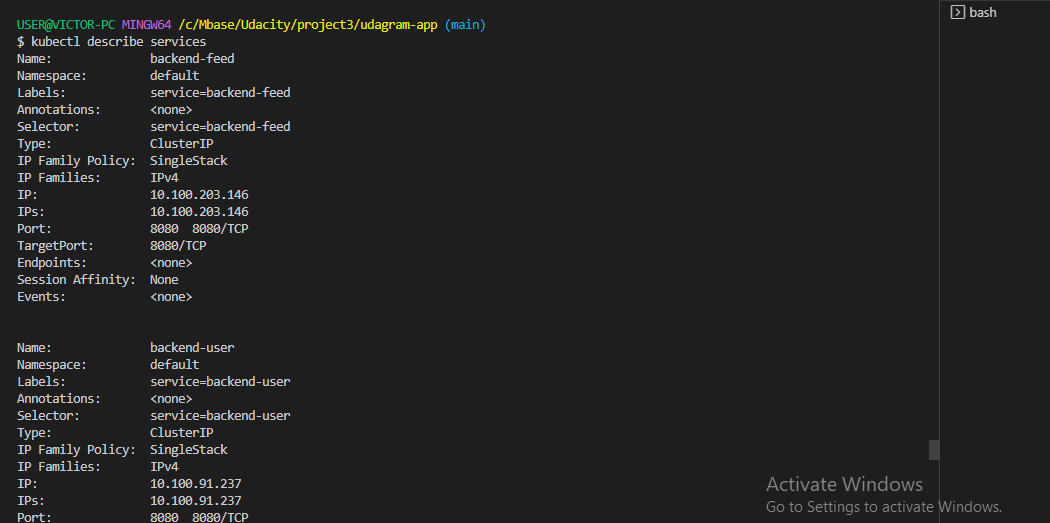 bash
USER@VICTOR-PC MINGW64 /c/Mbase/Udacity/project3/udagram-app (main)
$ kubectl describe services
Name: backend-feed
Namespace: default
Labels: service=backend-feed
Annotations: <none>
Selector: service=backend-feed
Type: ClusterIP
IP Family Policy: SingleStack
IP Families: IPv4
IP: 10.100.203.146
IPs: 10.100.203.146
Port: 8080 8080/TCP
TargetPort: 8080/TCP
Endpoints: <none>
Session Affinity: None
Events: <none>
Name: backend-user
Namespace: default
Labels: service=backend-user
Annotations: <none>
Selector: service=backend-user
Type: ClusterIP
IP Family Policy: SingleStack
IP Families: IPv4
IP: 10.100.91.237
IPs: 10.100.91.237
Port: 8080 8080/TCP
Activate Windows
Go to Settings to activate Windows.